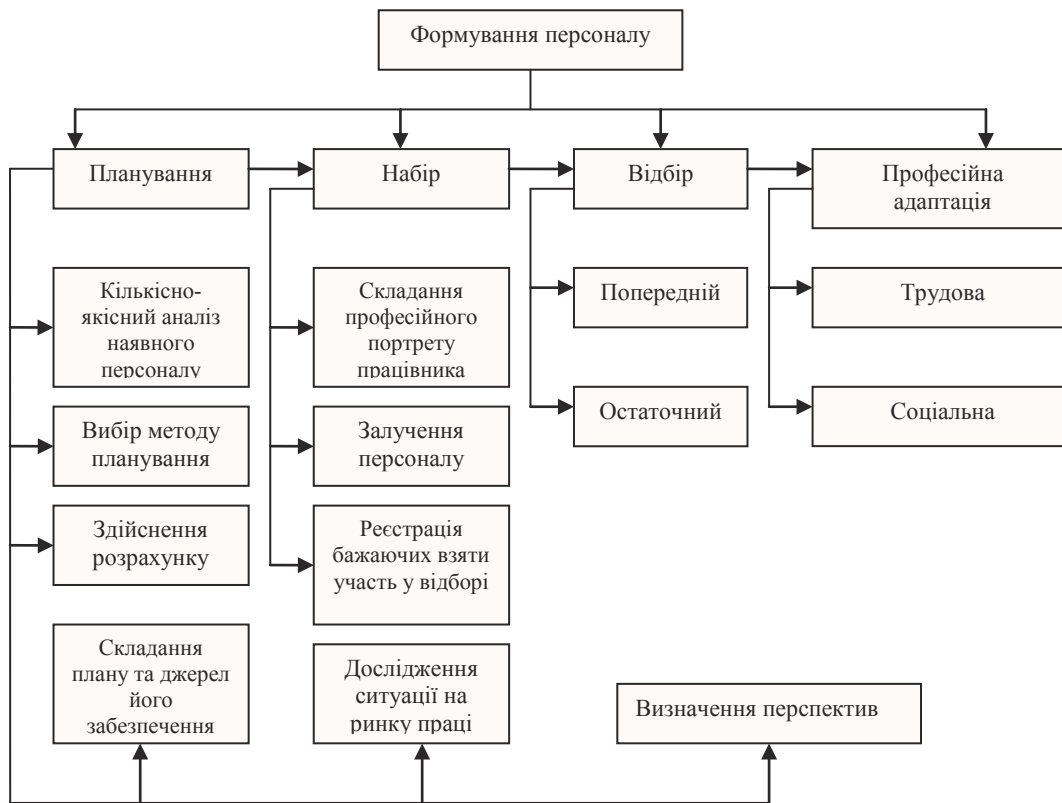 Формування персоналу
Планування
Набір
Відбір
Професійна
адаптація
Кількісно-
якісний аналіз
наявного
персоналу
Складання
професійного
портрету
працівника
Попередній
Трудова
Вибір методу
планування
Залучення
персоналу
Остаточний
Соціальна
Здійснення
розрахунку
Реєстрація
бажаючих взяти
участь у відборі
Складання
плану та джерел
його
забезпечення
Дослідження
ситуації на
ринку праці
Визначення перспектив